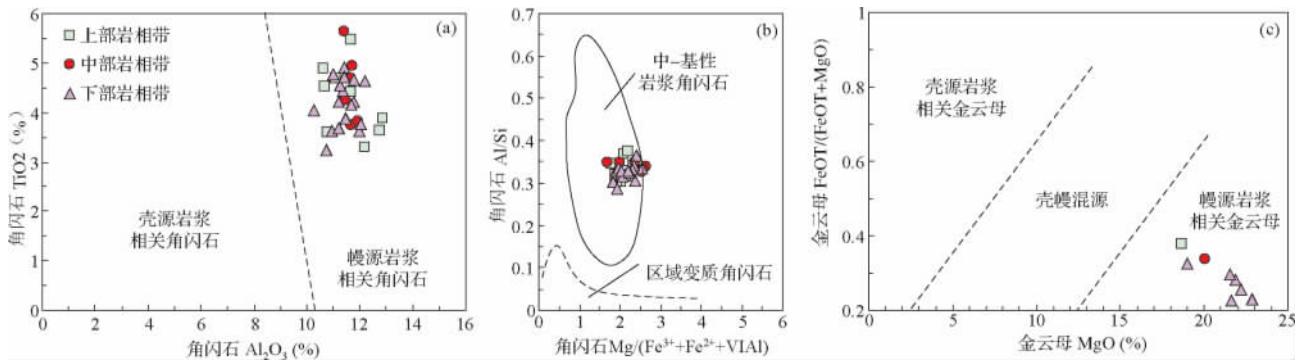 (a)
6
5
4
3
2
1
0
角闪石 TiO2（%）
上部岩相带
中部岩相带
下部岩相带
壳源岩浆
相关角闪石
幔源岩浆
相关角闪石
0 2 4 6 8 10 12 14 16
角闪石 Al₂O₃ (%)
(b)
0.7
0.6
0.5
0.4
0.3
0.2
0.1
0
角闪石 Al/Si
中–基性
岩浆角闪石
区域变质角闪石
0 1 2 3 4 5 6
角闪石Mg/(Fe³⁺+Fe²⁺+VIAl)
(c)
1
0.8
0.6
0.4
0.2
金云母 FeOT/(FeOT+MgO)
壳源岩浆
相关金云母
壳幔混源
幔源岩浆
相关金云母
0 5 10 15 20 25
金云母 MgO (%)